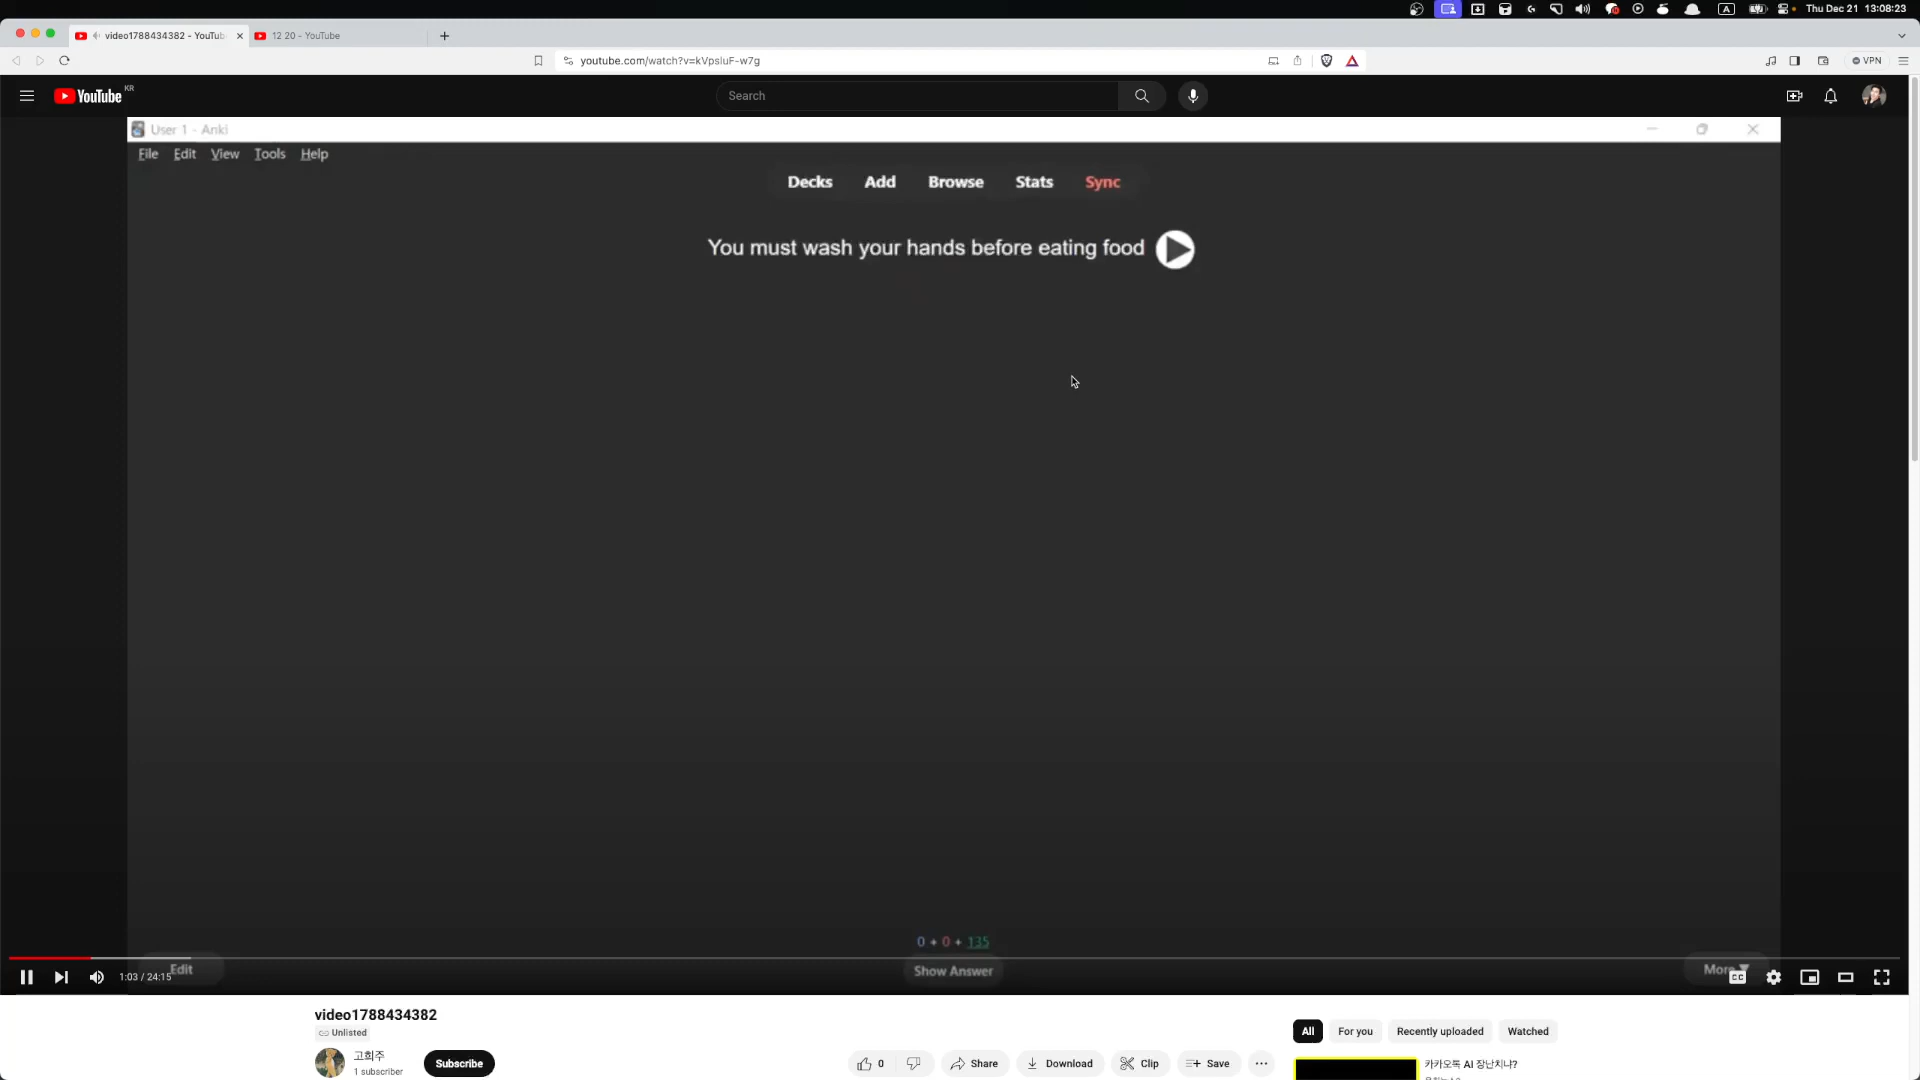 Thu Dec 21 13:08:23
video1788434382 - YouTub
12 20 - YouTube
youtube.com/watch?v=kVpsluF-w7g
VPN
YouTube KR
Search
User 1 - Anki
File Edit View Tools Help
Decks Add Browse Stats Sync
You must wash your hands before eating food
0 + 0 + 135
Edit
Show Answer
More
1:03 / 24:15
video1788434382
Unlisted
고희주
1 subscriber
Subscribe
0
Share
Download
Clip
Save
All
For you
Recently uploaded
Watched
카카오톡 AI 장난치냐?